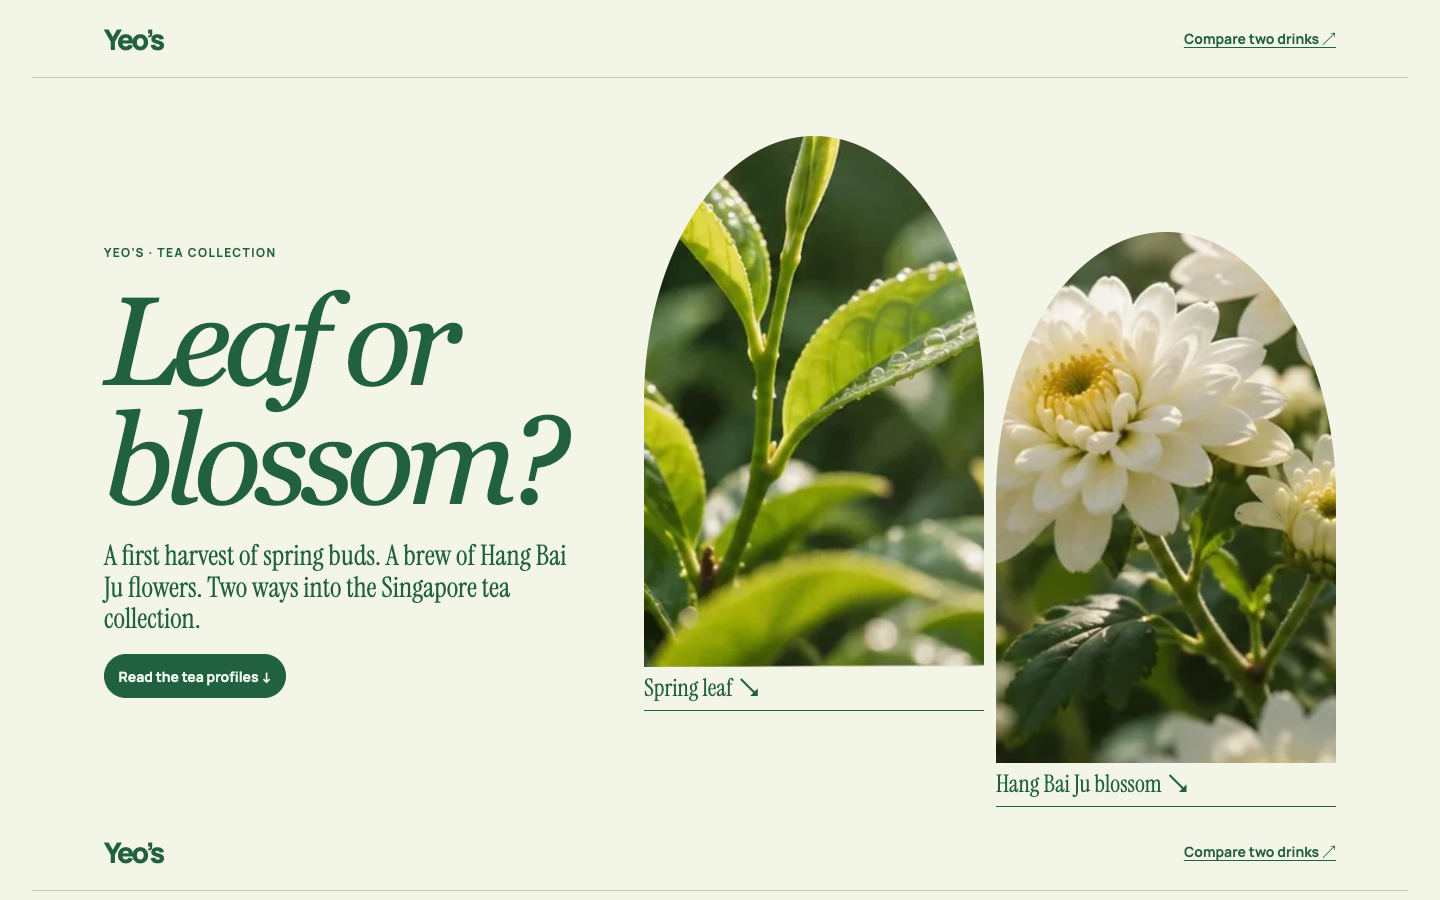 Yeo's
Compare two drinks ↗
YEO'S · TEA COLLECTION
Leaf or
blossom?
A first harvest of spring buds. A brew of Hang Bai
Ju flowers. Two ways into the Singapore tea
collection.
Read the tea profiles ↓
Spring leaf ↘
Hang Bai Ju blossom ↘
Yeo's
Compare two drinks ↗